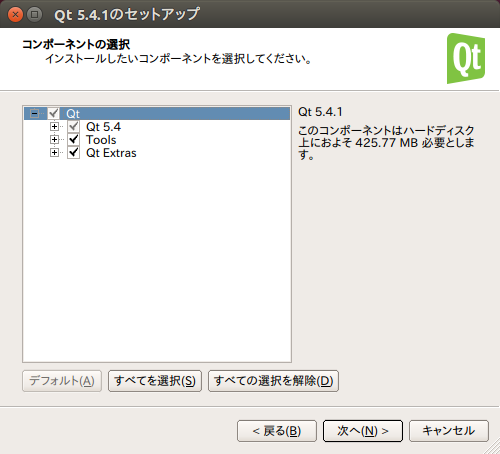 Qt 5.4.1のセットアップ
コンポーネントの選択
インストールしたいコンポーネントを選択してください。
Qt
Qt
Qt 5.4
Tools
Qt Extras
Qt 5.4.1
このコンポーネントはハードディスク
上におよそ 425.77 MB 必要としま
す。
デフォルト(A)
すべてを選択(S)
すべての選択を解除(D)
< 戻る(B)
次へ(N) >
キャンセル